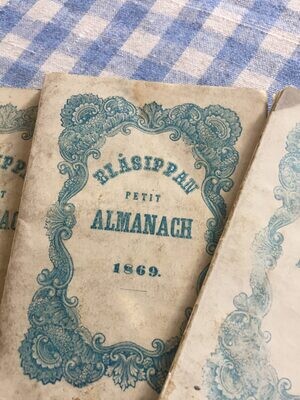 BLÅSIPPAN
PETIT
ALMANACH
1869.